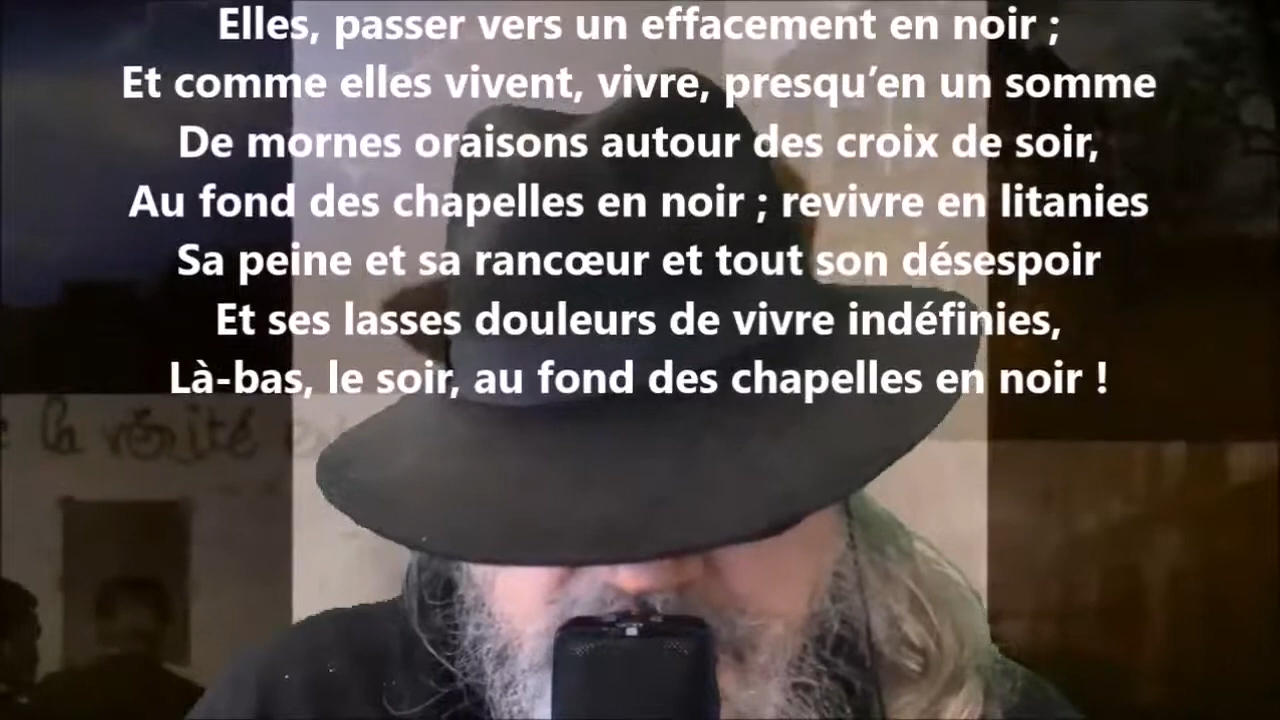 Elles, passer vers un effacement en noir ;
Et comme elles vivent, vivre, presqu’en un somme
De mornes oraisons autour des croix de soir,
Au fond des chapelles en noir ; revivre en litanies
Sa peine et sa rancœur et tout son désespoir
Et ses lasses douleurs de vivre indéfinies,
Là-bas, le soir, au fond des chapelles en noir !
la vérité